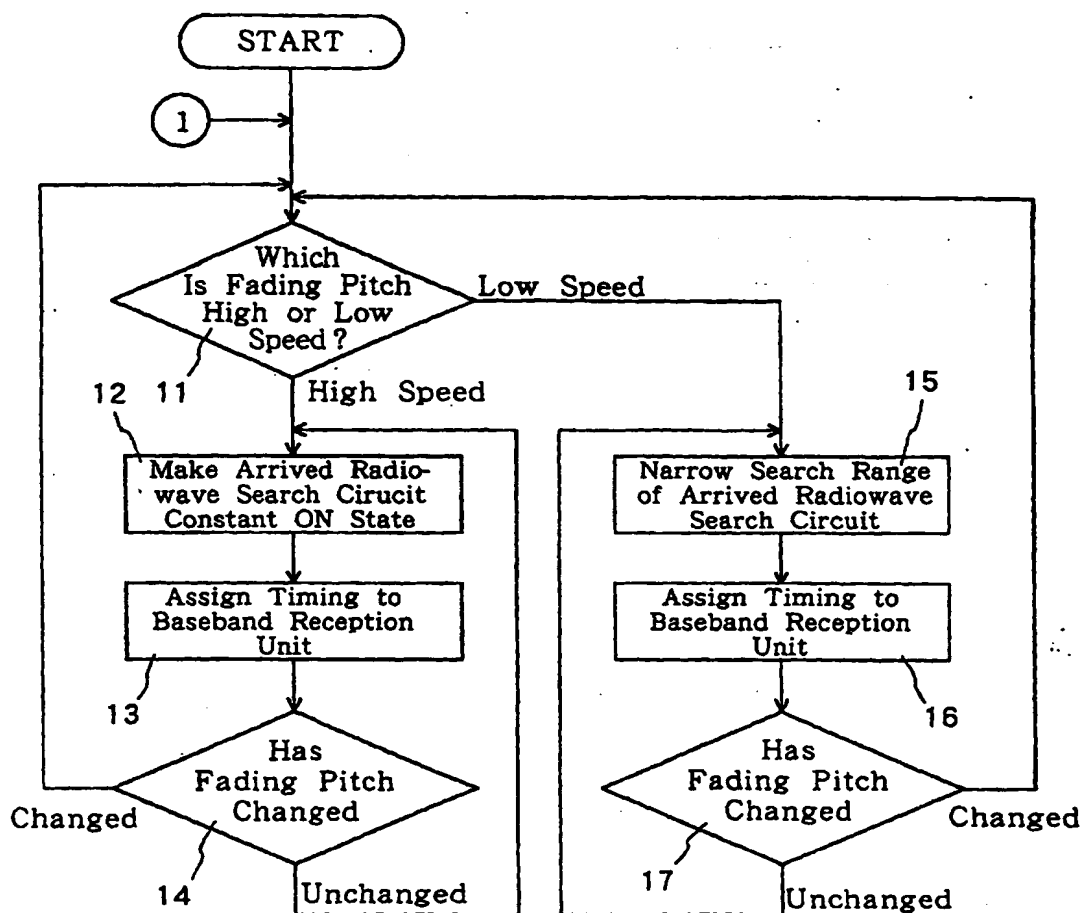 START
1
Which
Is Fading Pitch
High or Low
Speed?
Low Speed
11
High Speed
12
Make Arrived Radio-
wave Search Cirucit
Constant ON State
15
Narrow Search Range
of Arrived Radiowave
Search Circuit
Assign Timing to
Baseband Reception
Unit
13
Assign Timing to
Baseband Reception
Unit
16
Has
Fading Pitch
Changed
Changed
14
Unchanged
Has
Fading Pitch
Changed
Changed
17
Unchanged